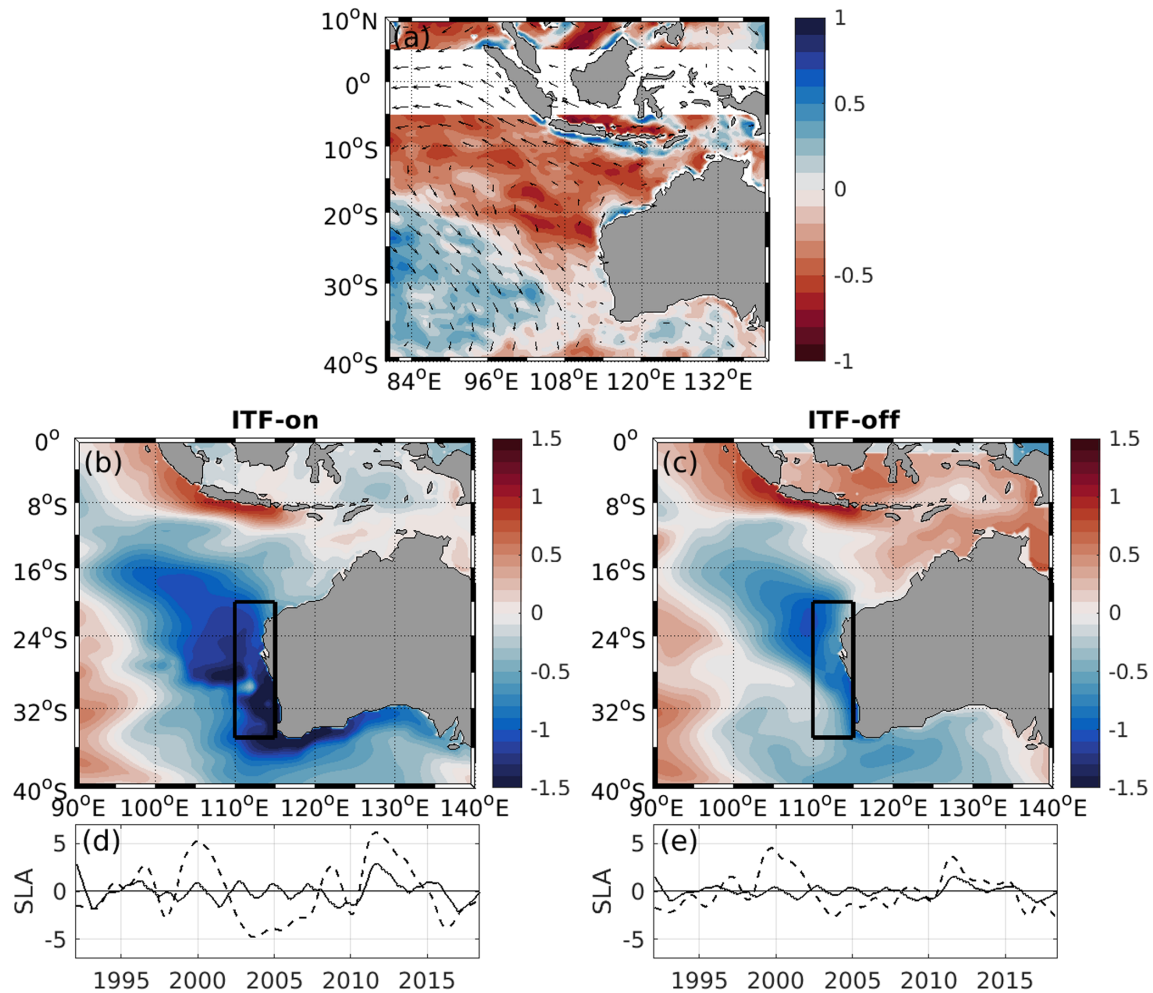 10°N
0°
10°S
20°S
30°S
40°S
(a)
84°E 96°E 108°E 120°E 132°E
1
0.5
0
-0.5
-1
ITF-on
0°
8°S
16°S
24°S
32°S
40°S
(b)
90°E 100°E 110°E 120°E 130°E 140°E
1.5
1
0.5
0
-0.5
-1
-1.5
ITF-off
0°
8°S
16°S
24°S
32°S
40°S
(c)
90°E 100°E 110°E 120°E 130°E 140°E
1.5
1
0.5
0
-0.5
-1
-1.5
(d)
SLA
5
0
-5
1995 2000 2005 2010 2015
(e)
SLA
5
0
-5
1995 2000 2005 2010 2015